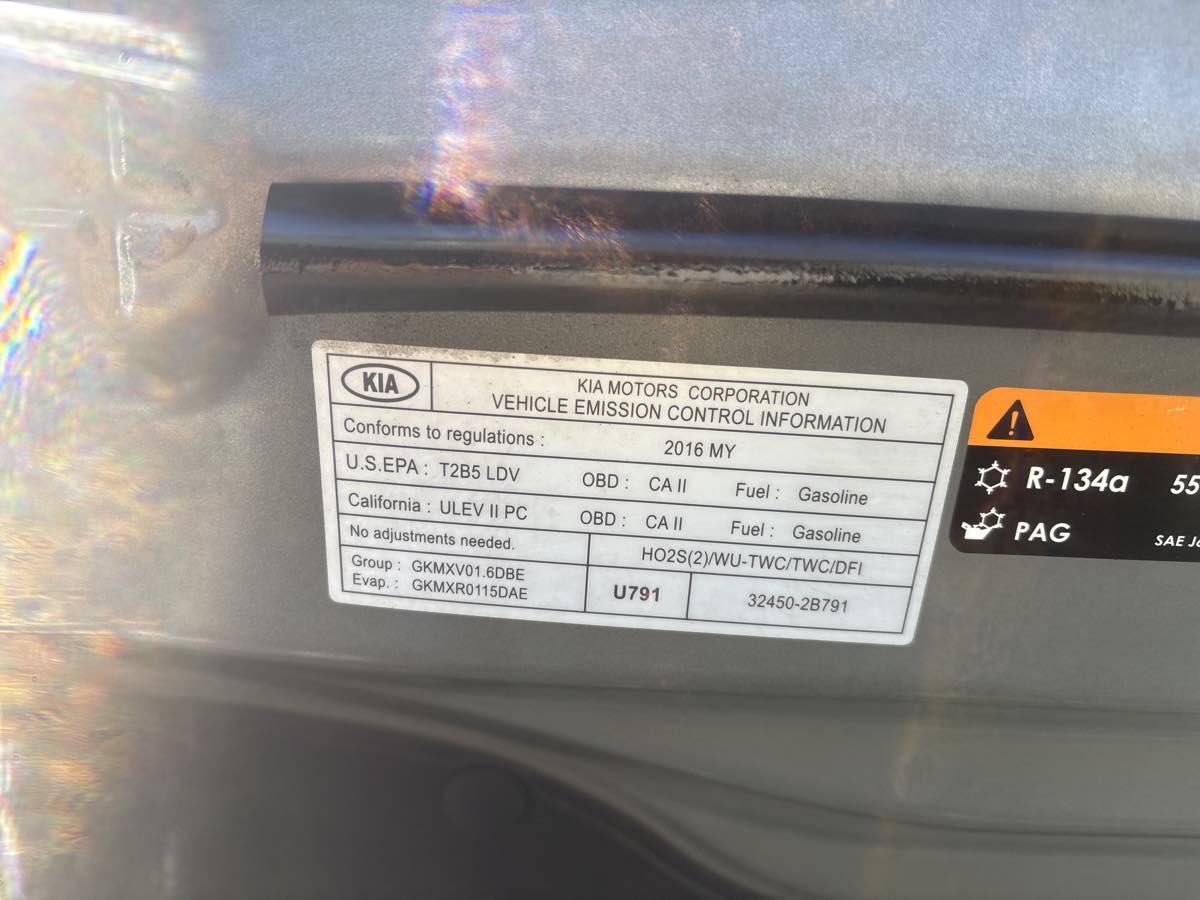 KIA
KIA MOTORS CORPORATION
VEHICLE EMISSION CONTROL INFORMATION
Conforms to regulations : 2016 MY
U.S.EPA : T2B5 LDV OBD : CA II Fuel : Gasoline
California : ULEV II PC OBD : CA II Fuel : Gasoline
No adjustments needed. HO2S(2)/WU-TWC/TWC/DFI
Group : GKMXV01.6DBE
Evap. : GKMXR0115DAE
U791 32450-2B791
R-134a 55
PAG SAE